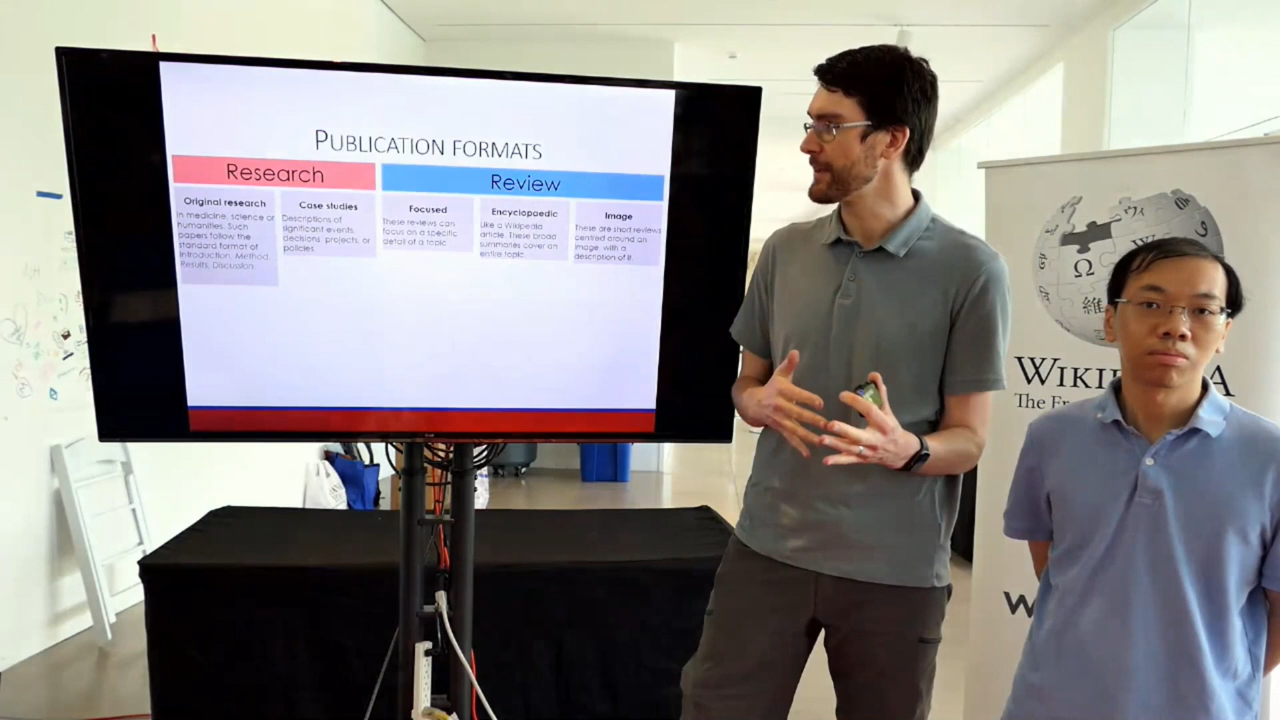 PUBLICATION FORMATS
Research
Review
Original research
In medicine, science or
humanities. Such
papers follow the
standard format of
Introduction, Method,
Results, Discussion.
Case studies
Descriptions of
significant events,
decisions, projects, or
policies
Focused
These reviews can
focus on a specific
detail of a topic
Encyclopaedic
Like a Wikipedia
article. These broad
summaries cover an
entire topic.
Image
These are short reviews
centred around an
image, with a
description of it.
Ω
維
WIKI A
The Fr
W